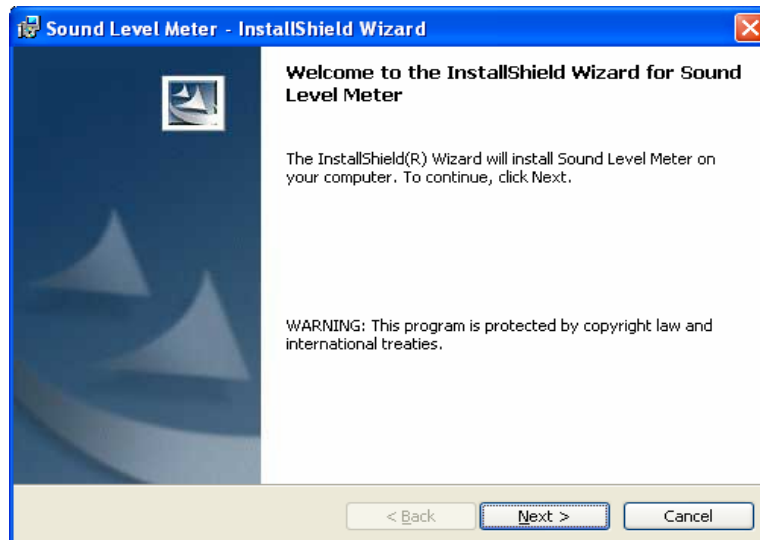 Sound Level Meter - InstallShield Wizard
Welcome to the InstallShield Wizard for Sound
Level Meter
The InstallShield(R) Wizard will install Sound Level Meter on
your computer. To continue, click Next.
WARNING: This program is protected by copyright law and
international treaties.
< Back
Next >
Cancel